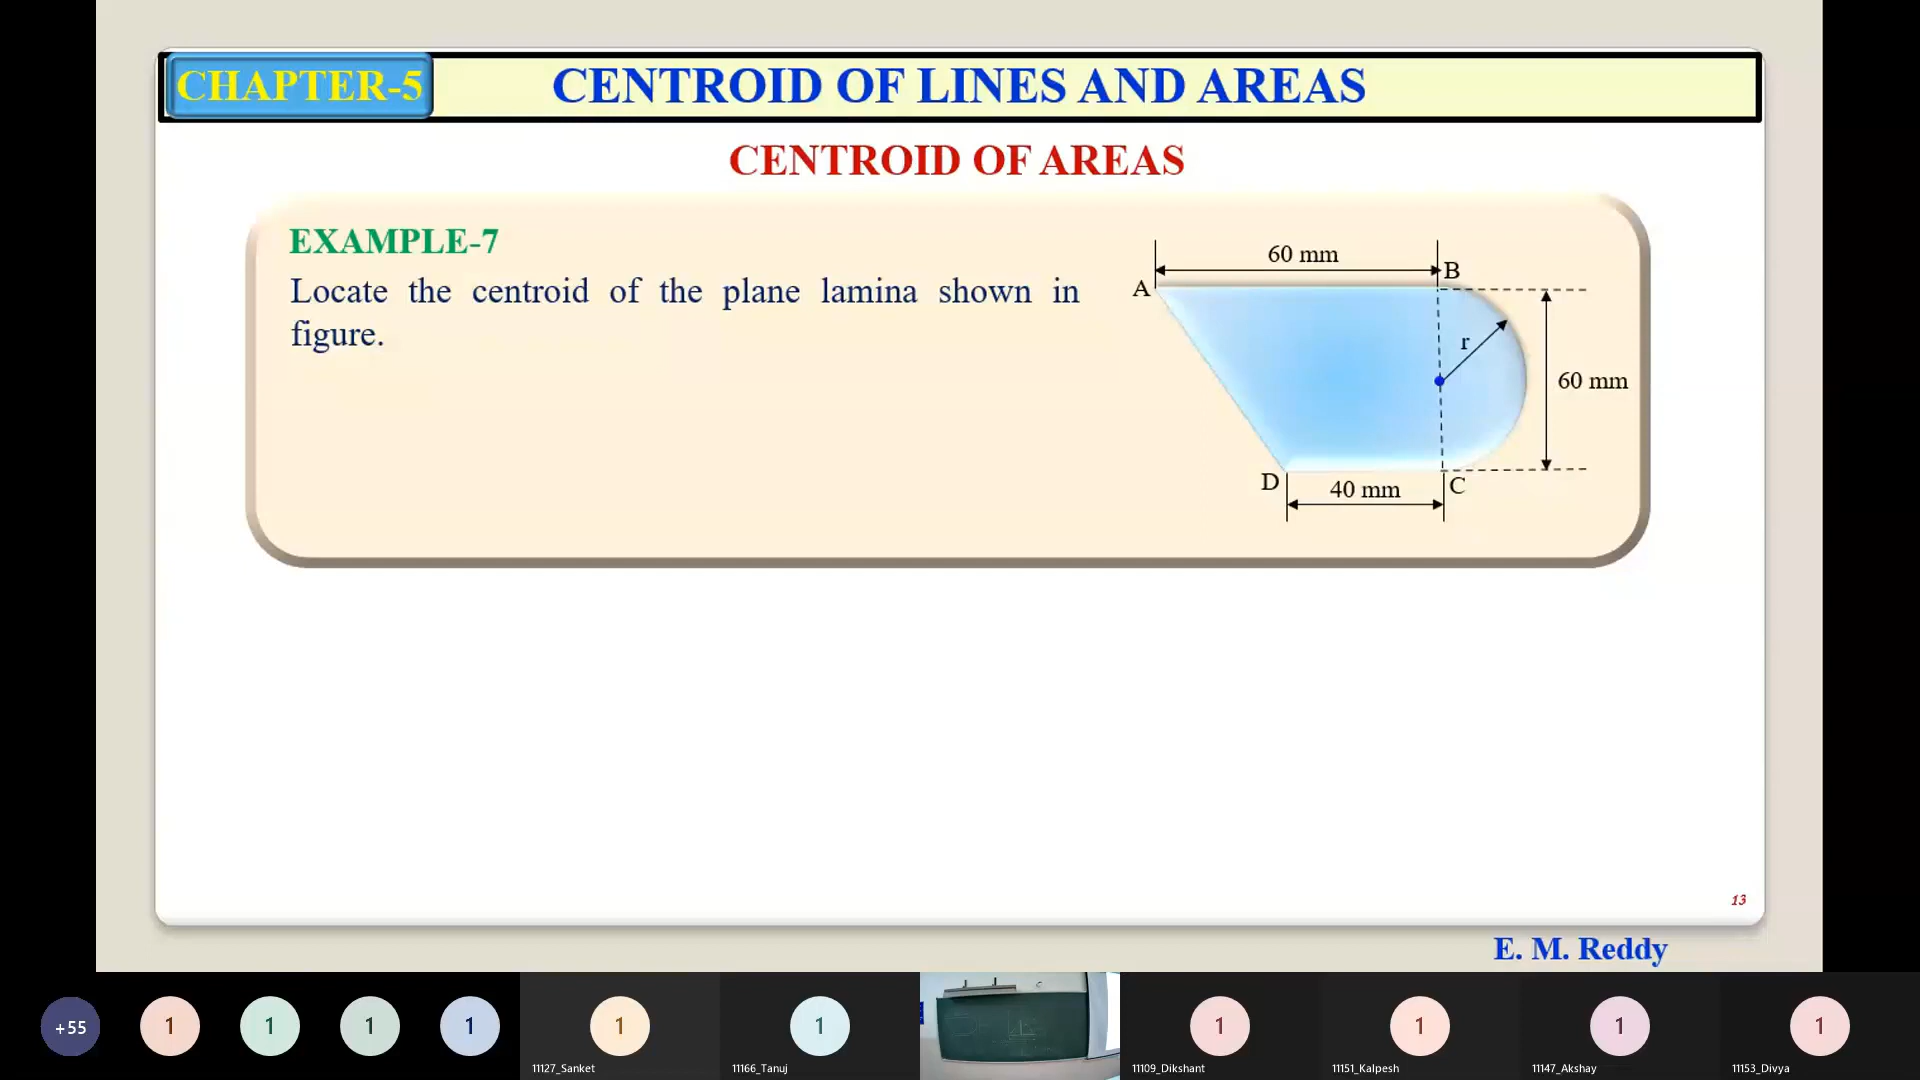 CHAPTER-5
CENTROID OF LINES AND AREAS
CENTROID OF AREAS
EXAMPLE-7
Locate the centroid of the plane lamina shown in
figure.
60 mm
B
A
r
60 mm
D
40 mm
C
13
E. M. Reddy
+55
1
1
1
1
1
1
1
1
1
1
11127_Sanket
11166_Tanuj
11109_Dikshant
11151_Kalpesh
11147_Akshay
11153_Divya